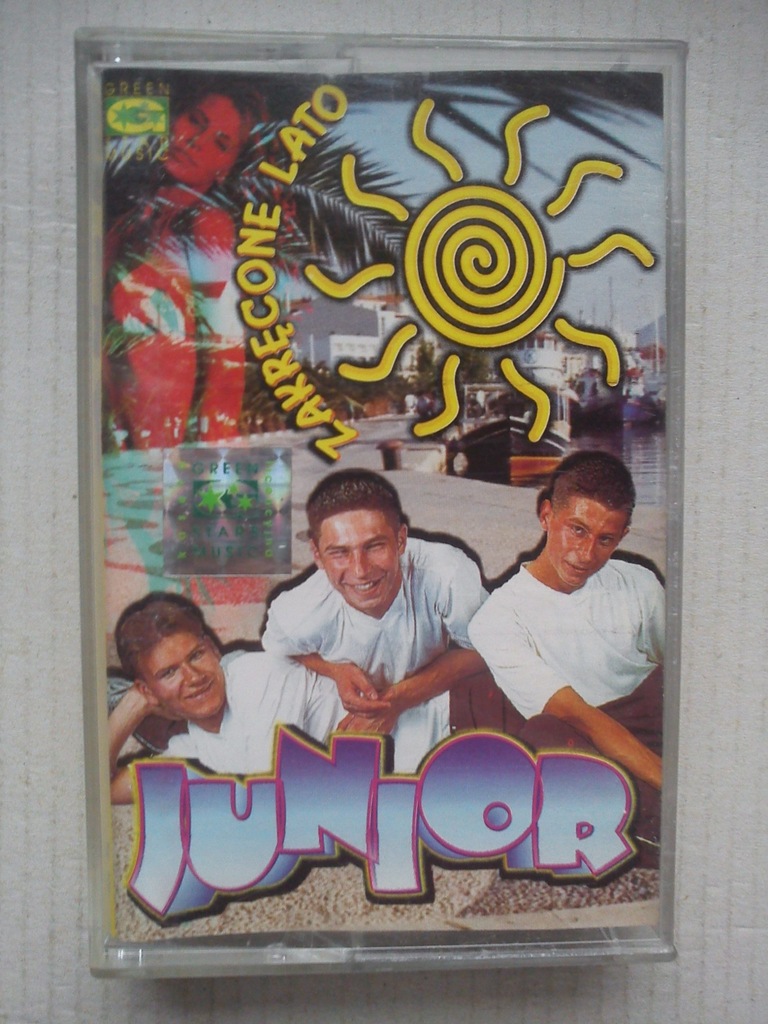 GREEN
G
MUSIC
ZAKRĘCONE LATO
GREEN
STAR
MUSIC
JUNIOR